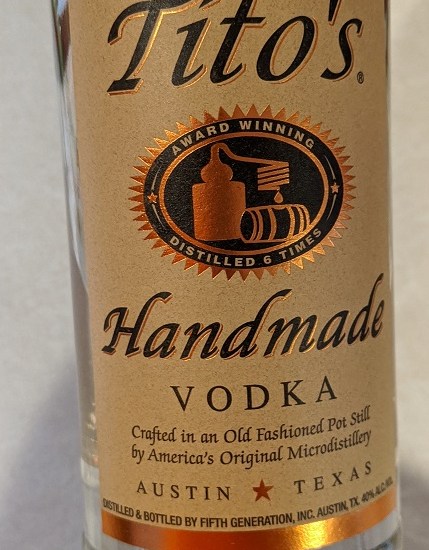 Tito's®
AWARD WINNING
DISTILLED 6 TIMES
Handmade
VODKA
Crafted in an Old Fashioned Pot Still
by America's Original Microdistillery
AUSTIN ★ TEXAS
DISTILLED & BOTTLED BY FIFTH GENERATION, INC. AUSTIN, TX. 40% ALC./VOL.